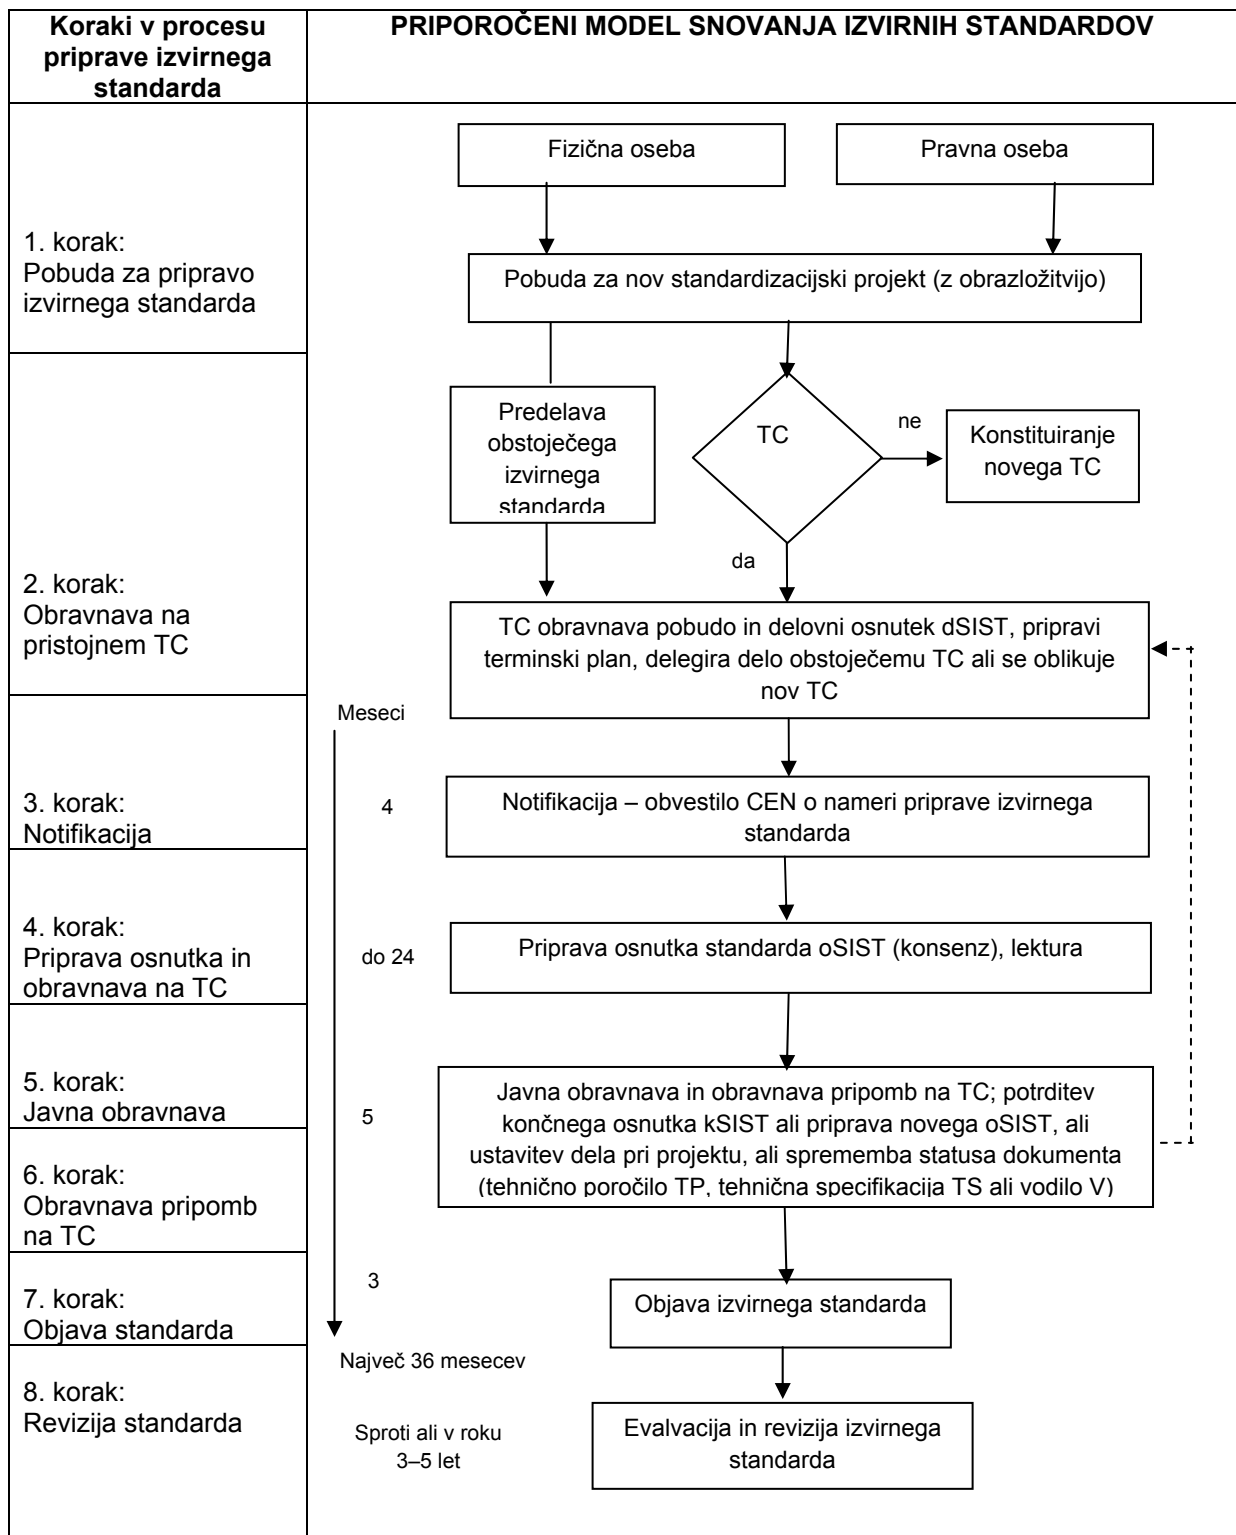 Koraki v procesu
priprave izvirnega
standarda
PRIPOROČENI MODEL SNOVANJA IZVIRNIH STANDARDOV
1. korak:
Pobuda za pripravo
izvirnega standarda
Fizična oseba
Pravna oseba
Pobuda za nov standardizacijski projekt (z obrazložitvijo)
2. korak:
Obravnava na
pristojnem TC
Predelava
obstoječega
izvirnega
standarda
TC
ne
Konstituiranje
novega TC
da
TC obravnava pobudo in delovni osnutek dSIST, pripravi
terminski plan, delegira delo obstoječemu TC ali se oblikuje
nov TC
Meseci
3. korak:
Notifikacija
4
Notifikacija – obvestilo CEN o nameri priprave izvirnega
standarda
4. korak:
Priprava osnutka in
obravnava na TC
do 24
Priprava osnutka standarda oSIST (konsenz), lektura
5. korak:
Javna obravnava
5
Javna obravnava in obravnava pripomb na TC; potrditev
končnega osnutka kSIST ali priprava novega oSIST, ali
ustavitev dela pri projektu, ali sprememba statusa dokumenta
(tehnično poročilo TP, tehnična specifikacija TS ali vodilo V)
6. korak:
Obravnava pripomb
na TC
7. korak:
Objava standarda
3
Objava izvirnega standarda
Največ 36 mesecev
8. korak:
Revizija standarda
Sproti ali v roku
3–5 let
Evalvacija in revizija izvirnega
standarda